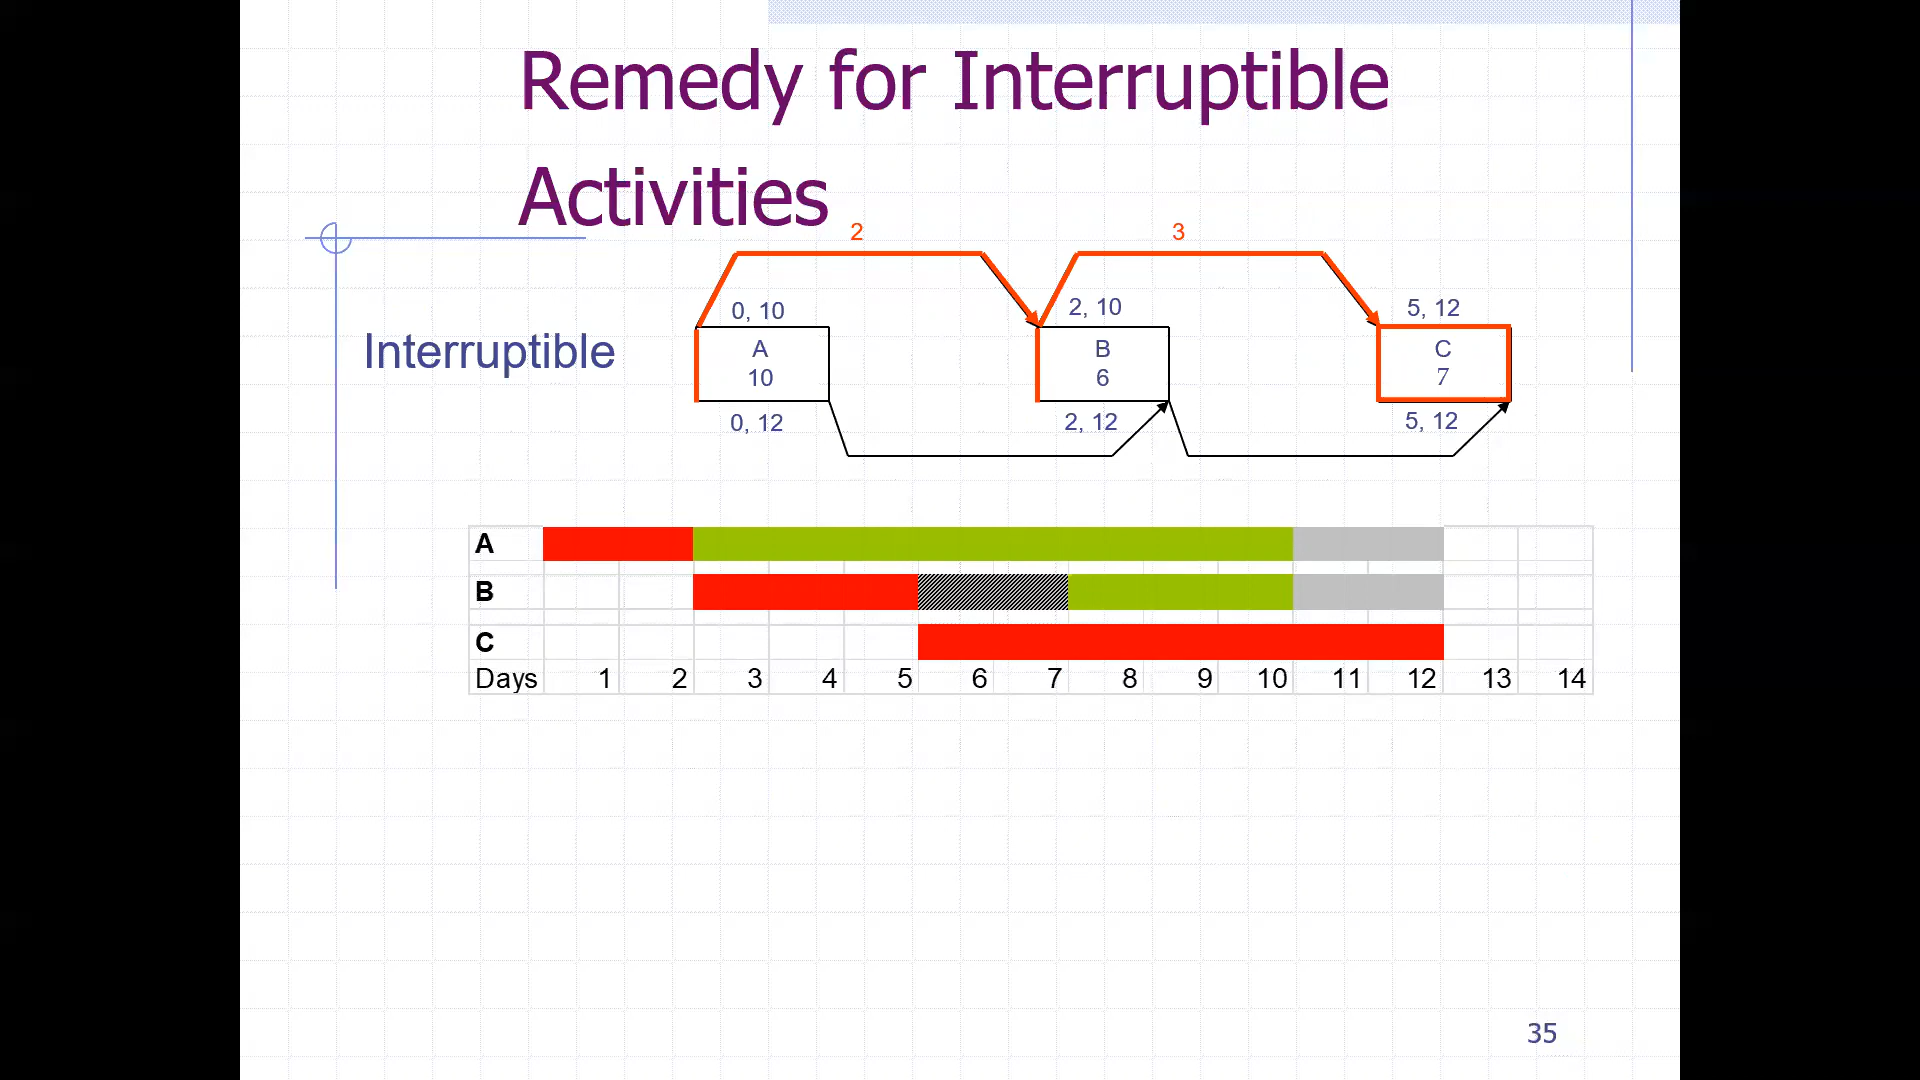 Remedy for Interruptible
Activities
2 3
0, 10 2, 10 5, 12
Interruptible
A B C
10 6 7
0, 12 2, 12 5, 12
A
B
C
Days 1 2 3 4 5 6 7 8 9 10 11 12 13 14
35